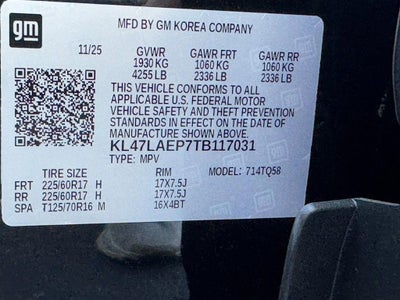 gm
MFD BY GM KOREA COMPANY
11/25 GVWR GAWR FRT GAWR RR
1930 KG 1060 KG 1060 KG
4255 LB 2336 LB 2336 LB
THIS VEHICLE CONFORMS TO ALL
APPLICABLE U.S. FEDERAL MOTOR
VEHICLE SAFETY AND THEFT PREVENTION
STANDARDS IN EFFECT ON THE DATE OF
MANUFACTURE SHOWN ABOVE.
KL47LAEP7TB117031
TYPE: MPV MODEL: 714TQ58
TIRE SIZE RIM
FRT 225/60R17 H 17X7.5J
RR 225/60R17 H 17X7.5J
SPA T125/70R16 M 16X4BT